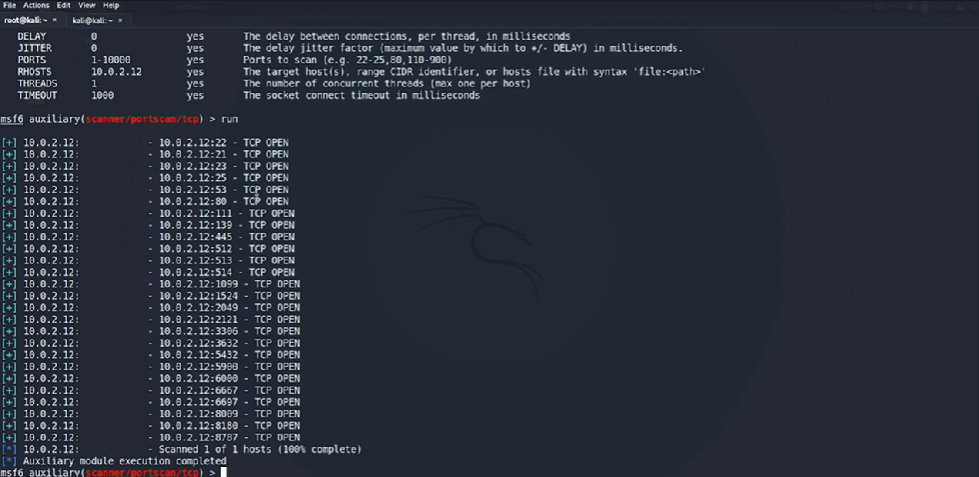 File Actions Edit View Help
root@kali: ~ × kali@kali: ~ ×
DELAY 0 yes The delay between connections, per thread, in milliseconds
JITTER 0 yes The delay jitter factor (maximum value by which to +/- DELAY) in milliseconds.
PORTS 1-10000 yes Ports to scan (e.g. 22-25,80,110-900)
RHOSTS 10.0.2.12 yes The target host(s), range CIDR identifier, or hosts file with syntax 'file:<path>'
THREADS 1 yes The number of concurrent threads (max one per host)
TIMEOUT 1000 yes The socket connect timeout in milliseconds
msf6 auxiliary(scanner/portscan/tcp) > run
[+] 10.0.2.12: - 10.0.2.12:22 - TCP OPEN
[+] 10.0.2.12: - 10.0.2.12:21 - TCP OPEN
[+] 10.0.2.12: - 10.0.2.12:23 - TCP OPEN
[+] 10.0.2.12: - 10.0.2.12:25 - TCP OPEN
[+] 10.0.2.12: - 10.0.2.12:53 - TCP OPEN
[+] 10.0.2.12: - 10.0.2.12:80 - TCP OPEN
[+] 10.0.2.12: - 10.0.2.12:111 - TCP OPEN
[+] 10.0.2.12: - 10.0.2.12:139 - TCP OPEN
[+] 10.0.2.12: - 10.0.2.12:445 - TCP OPEN
[+] 10.0.2.12: - 10.0.2.12:512 - TCP OPEN
[+] 10.0.2.12: - 10.0.2.12:513 - TCP OPEN
[+] 10.0.2.12: - 10.0.2.12:514 - TCP OPEN
[+] 10.0.2.12: - 10.0.2.12:1099 - TCP OPEN
[+] 10.0.2.12: - 10.0.2.12:1524 - TCP OPEN
[+] 10.0.2.12: - 10.0.2.12:2049 - TCP OPEN
[+] 10.0.2.12: - 10.0.2.12:2121 - TCP OPEN
[+] 10.0.2.12: - 10.0.2.12:3306 - TCP OPEN
[+] 10.0.2.12: - 10.0.2.12:3632 - TCP OPEN
[+] 10.0.2.12: - 10.0.2.12:5432 - TCP OPEN
[+] 10.0.2.12: - 10.0.2.12:5900 - TCP OPEN
[+] 10.0.2.12: - 10.0.2.12:6000 - TCP OPEN
[+] 10.0.2.12: - 10.0.2.12:6667 - TCP OPEN
[+] 10.0.2.12: - 10.0.2.12:6697 - TCP OPEN
[+] 10.0.2.12: - 10.0.2.12:8009 - TCP OPEN
[+] 10.0.2.12: - 10.0.2.12:8180 - TCP OPEN
[+] 10.0.2.12: - 10.0.2.12:8787 - TCP OPEN
[*] 10.0.2.12: - Scanned 1 of 1 hosts (100% complete)
[*] Auxiliary module execution completed
msf6 auxiliary(scanner/portscan/tcp) >